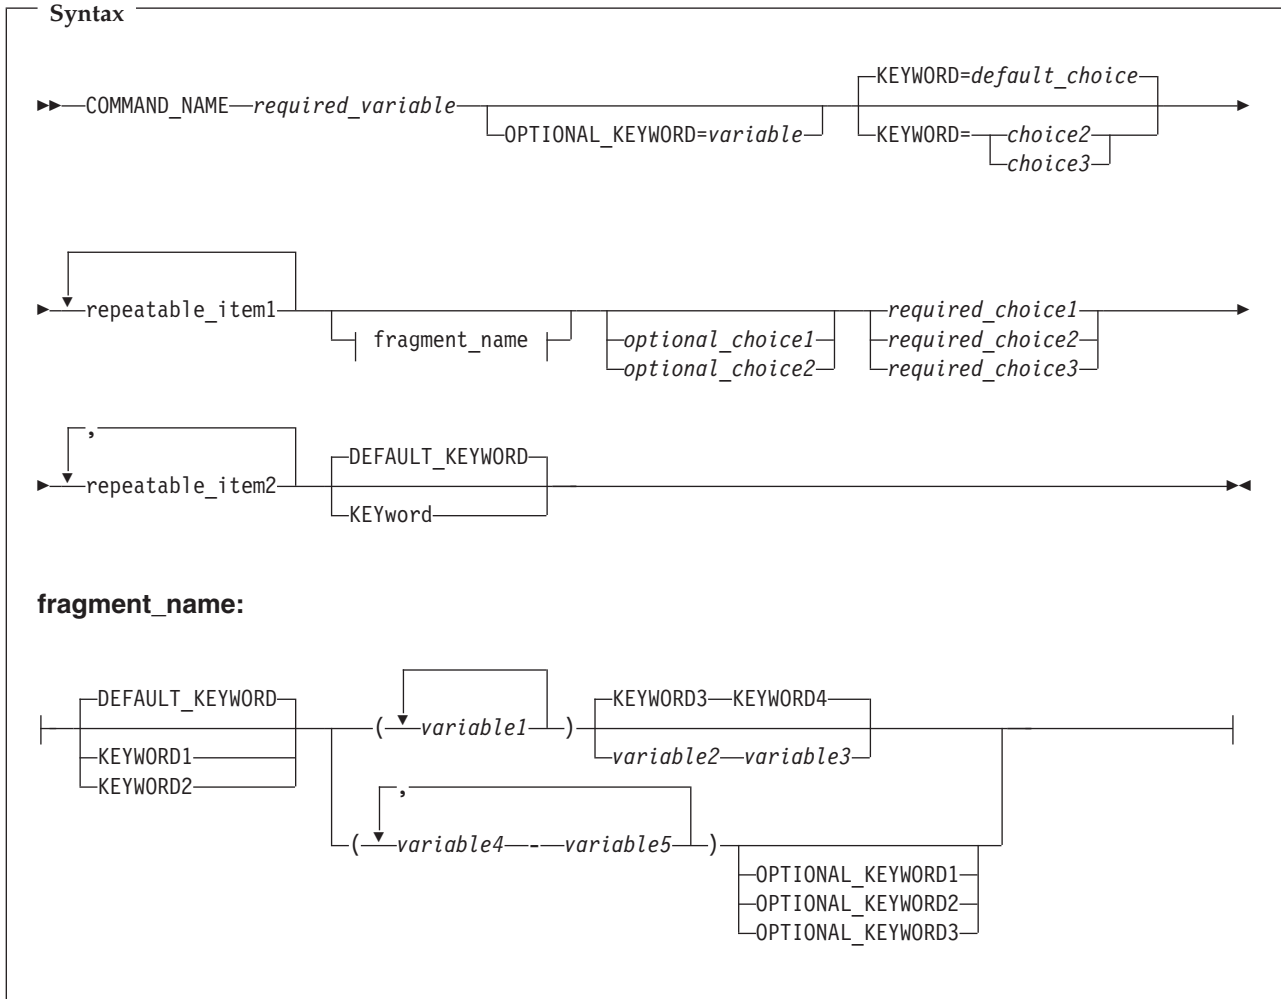 Syntax
KEYWORD=default_choice
COMMAND_NAME required_variable
OPTIONAL_KEYWORD=variable KEYWORD= choice2
choice3
repeatable_item1 required_choice1
fragment_name optional_choice1 required_choice2
optional_choice2 required_choice3
,
DEFAULT_KEYWORD
repeatable_item2
KEYword
fragment_name:
DEFAULT_KEYWORD KEYWORD3 KEYWORD4
( variable1 )
KEYWORD1 variable2 variable3
KEYWORD2
,
( variable4 - variable5 )
OPTIONAL_KEYWORD1
OPTIONAL_KEYWORD2
OPTIONAL_KEYWORD3